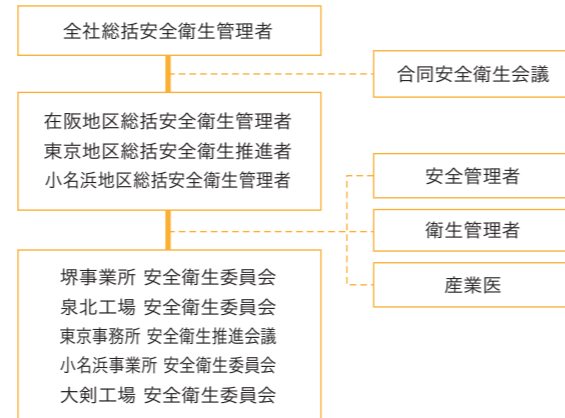 全社総括安全衛生管理者
合同安全衛生会議
在阪地区総括安全衛生管理者
東京地区総括安全衛生推進者
小名浜地区総括安全衛生管理者
安全管理者
衛生管理者
産業医
堺事業所 安全衛生委員会
泉北工場 安全衛生委員会
東京事務所 安全衛生推進会議
小名浜事業所 安全衛生委員会
大剣工場 安全衛生委員会